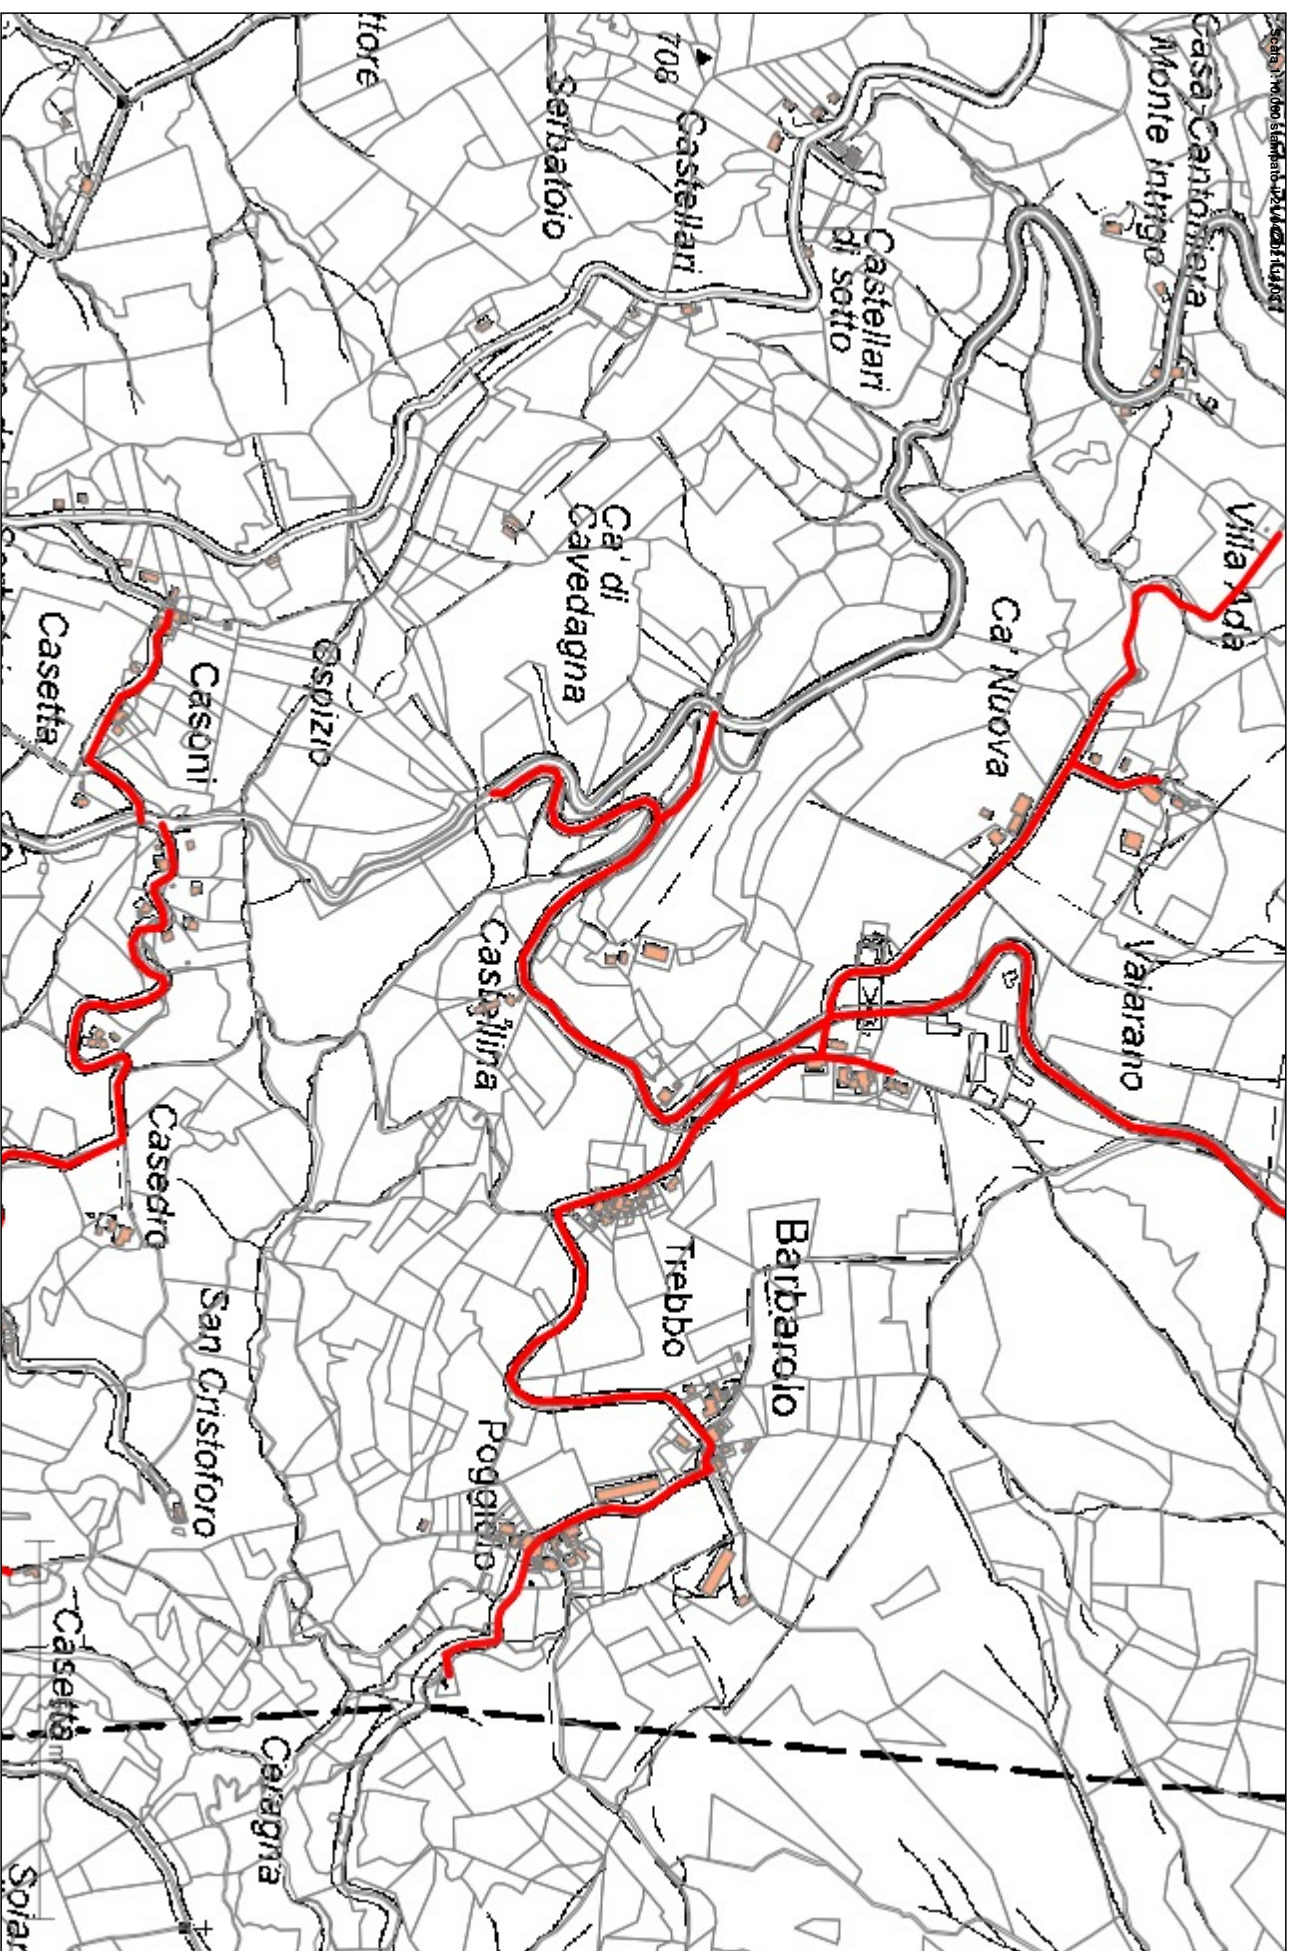 Casa Cantoniera
Monte Intrigo
Castellari
di sotto
Castellari
708
Serbatoio
ttore
Villa Ada
Ca' Nuova
Ca' di
Cavedagna
Ospizio
Casoni
Casetta
Vaiarano
Castellina
Barbarolo
Trebbo
Casedro
San Cristoforo
Poggiolo
Ceragna
Casetta